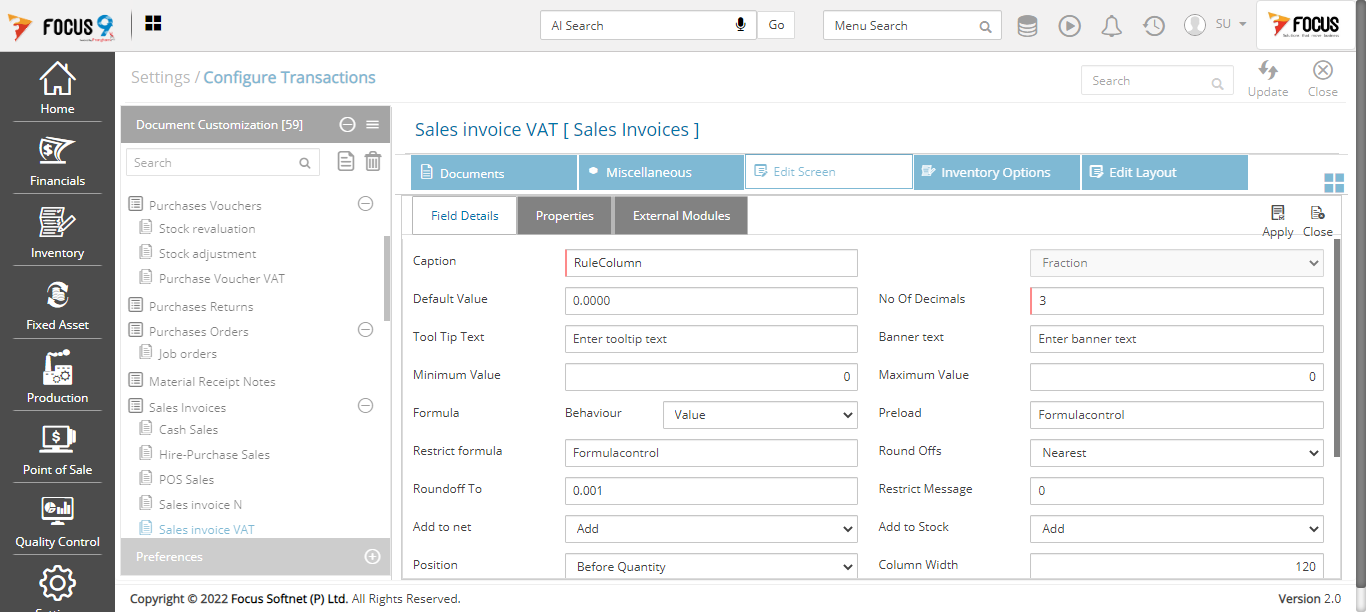 FOCUS 9
AI Search
Go
Menu Search
SU
FOCUS
Home
Financials
Inventory
Fixed Asset
Production
Point of Sale
Quality Control
Settings / Configure Transactions
Search
Update
Close
Document Customization [59]
Search
Purchases Vouchers
Stock revaluation
Stock adjustment
Purchase Voucher VAT
Purchases Returns
Purchases Orders
Job orders
Material Receipt Notes
Sales Invoices
Cash Sales
Hire-Purchase Sales
POS Sales
Sales invoice N
Sales invoice VAT
Preferences
Sales invoice VAT [ Sales Invoices ]
Documents
Miscellaneous
Edit Screen
Inventory Options
Edit Layout
Field Details
Properties
External Modules
Apply
Close
Caption
RuleColumn
Fraction
Default Value
0.0000
No Of Decimals
3
Tool Tip Text
Enter tooltip text
Banner text
Enter banner text
Minimum Value
0
Maximum Value
0
Formula
Behaviour
Value
Preload
Formulacontrol
Restrict formula
Formulacontrol
Round Offs
Nearest
Roundoff To
0.001
Restrict Message
0
Add to net
Add
Add to Stock
Add
Position
Before Quantity
Column Width
120
Copyright © 2022 Focus Softnet (P) Ltd. All Rights Reserved.
Version 2.0